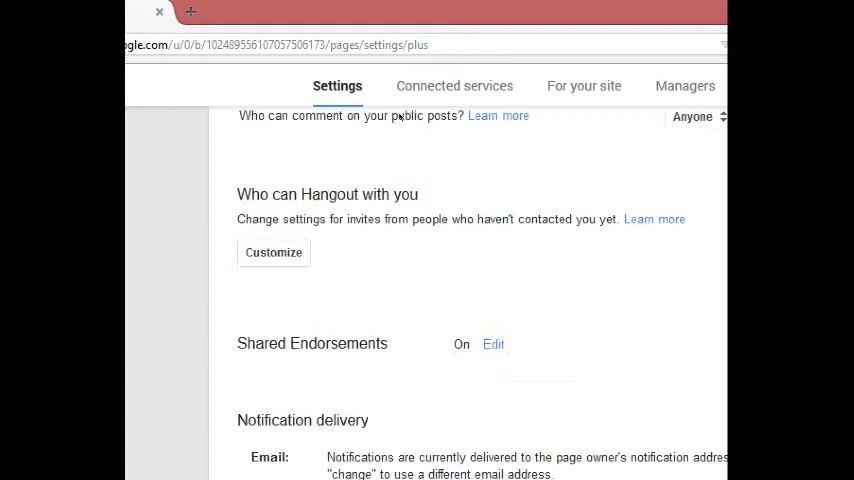 ogle.com/u/0/b/102489556107057506173/pages/settings/plus
Settings Connected services For your site Managers
Who can comment on your public posts? Learn more Anyone
Who can Hangout with you
Change settings for invites from people who haven't contacted you yet. Learn more
Customize
Shared Endorsements On Edit
Notification delivery
Email: Notifications are currently delivered to the page owner's notification addres
"change" to use a different email address.